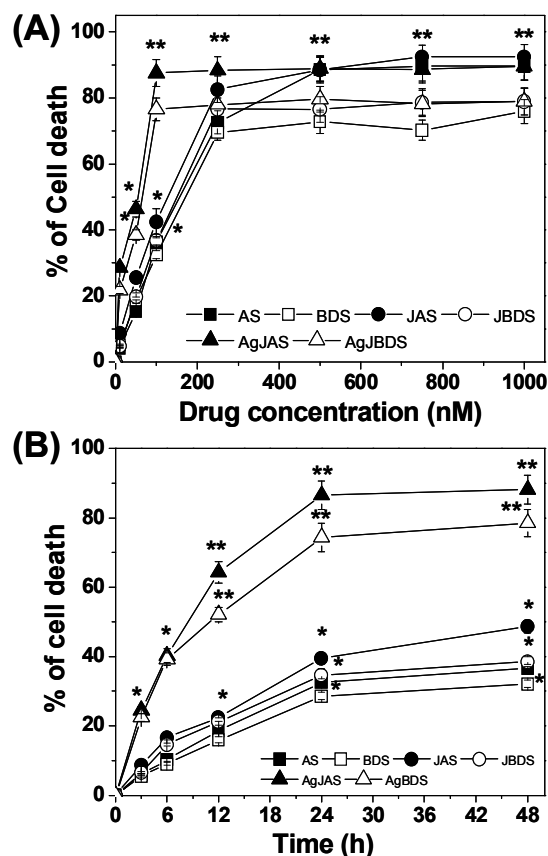 (A)
% of Cell death
100
80
60
40
20
0
** ** ** ** **
*
*
*
*
AS BDS JAS JBDS
AgJAS AgJBDS
0 200 400 600 800 1000
Drug concentration (nM)
(B)
% of cell death
100
80
60
40
20
0
** **
** ** **
**
* *
* * *
* * *
*
AS BDS JAS JBDS
AgJAS AgBDS
0 6 12 18 24 30 36 42 48
Time (h)